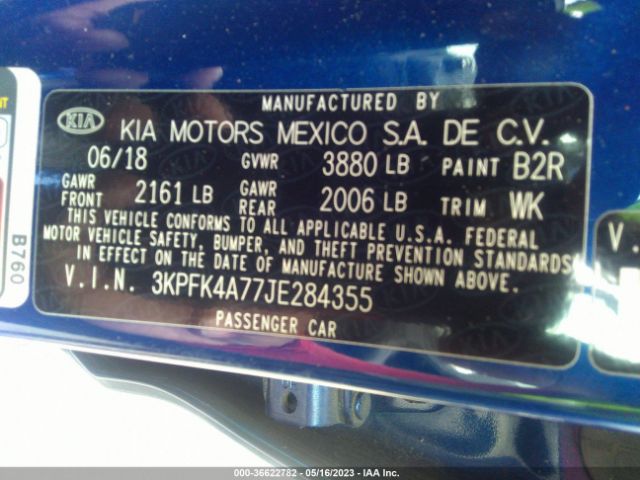 MANUFACTURED BY
KIA KIA MOTORS MEXICO S.A. DE C.V.
06/18 GVWR 3880 LB PAINT B2R
GAWR FRONT 2161 LB GAWR REAR 2006 LB TRIM WK
THIS VEHICLE CONFORMS TO ALL APPLICABLE U.S.A. FEDERAL
MOTOR VEHICLE SAFETY, BUMPER, AND THEFT PREVENTION STANDARDS
IN EFFECT ON THE DATE OF MANUFACTURE SHOWN ABOVE.
V.I.N. 3KPFK4A77JE284355
PASSENGER CAR
B760
000-36622782 - 05/16/2023 - IAA Inc.